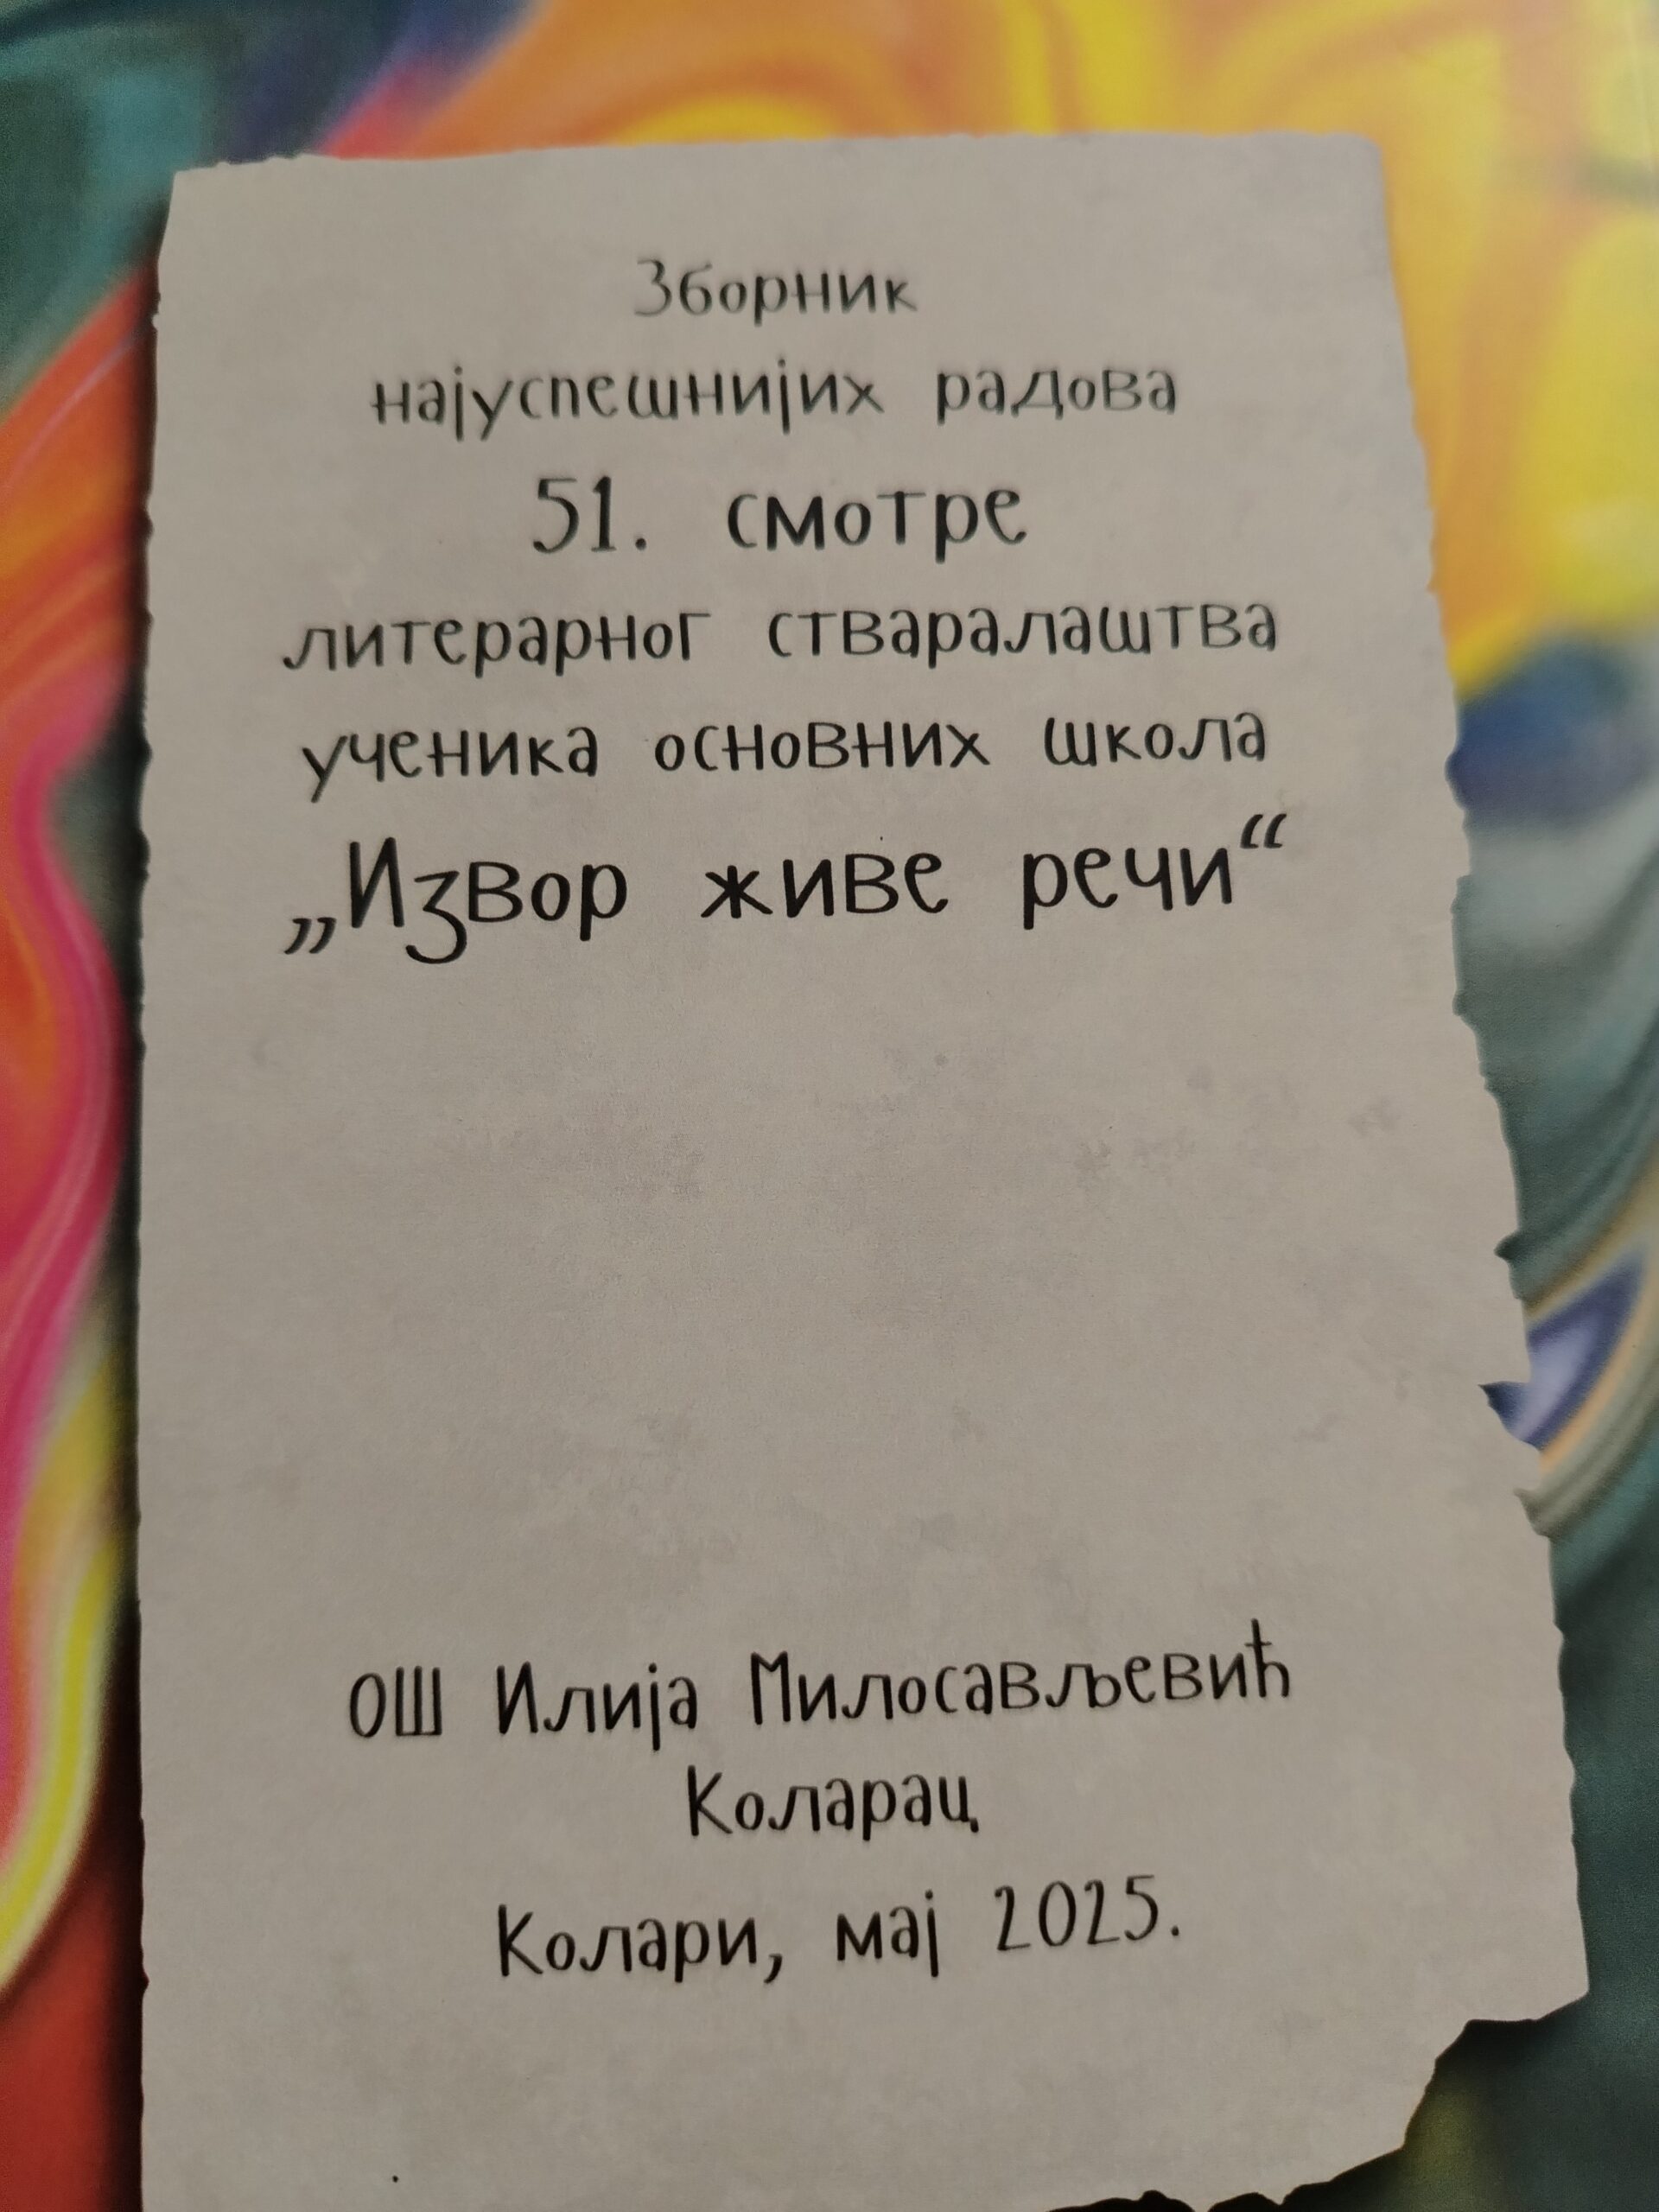 Зборник
најуспешнијих радова
51. смотре
литерарног стваралаштва
ученика основних школа
„Извор живе речи“
ОШ Илија Милосављевић
Коларац
Колари, мај 2025.